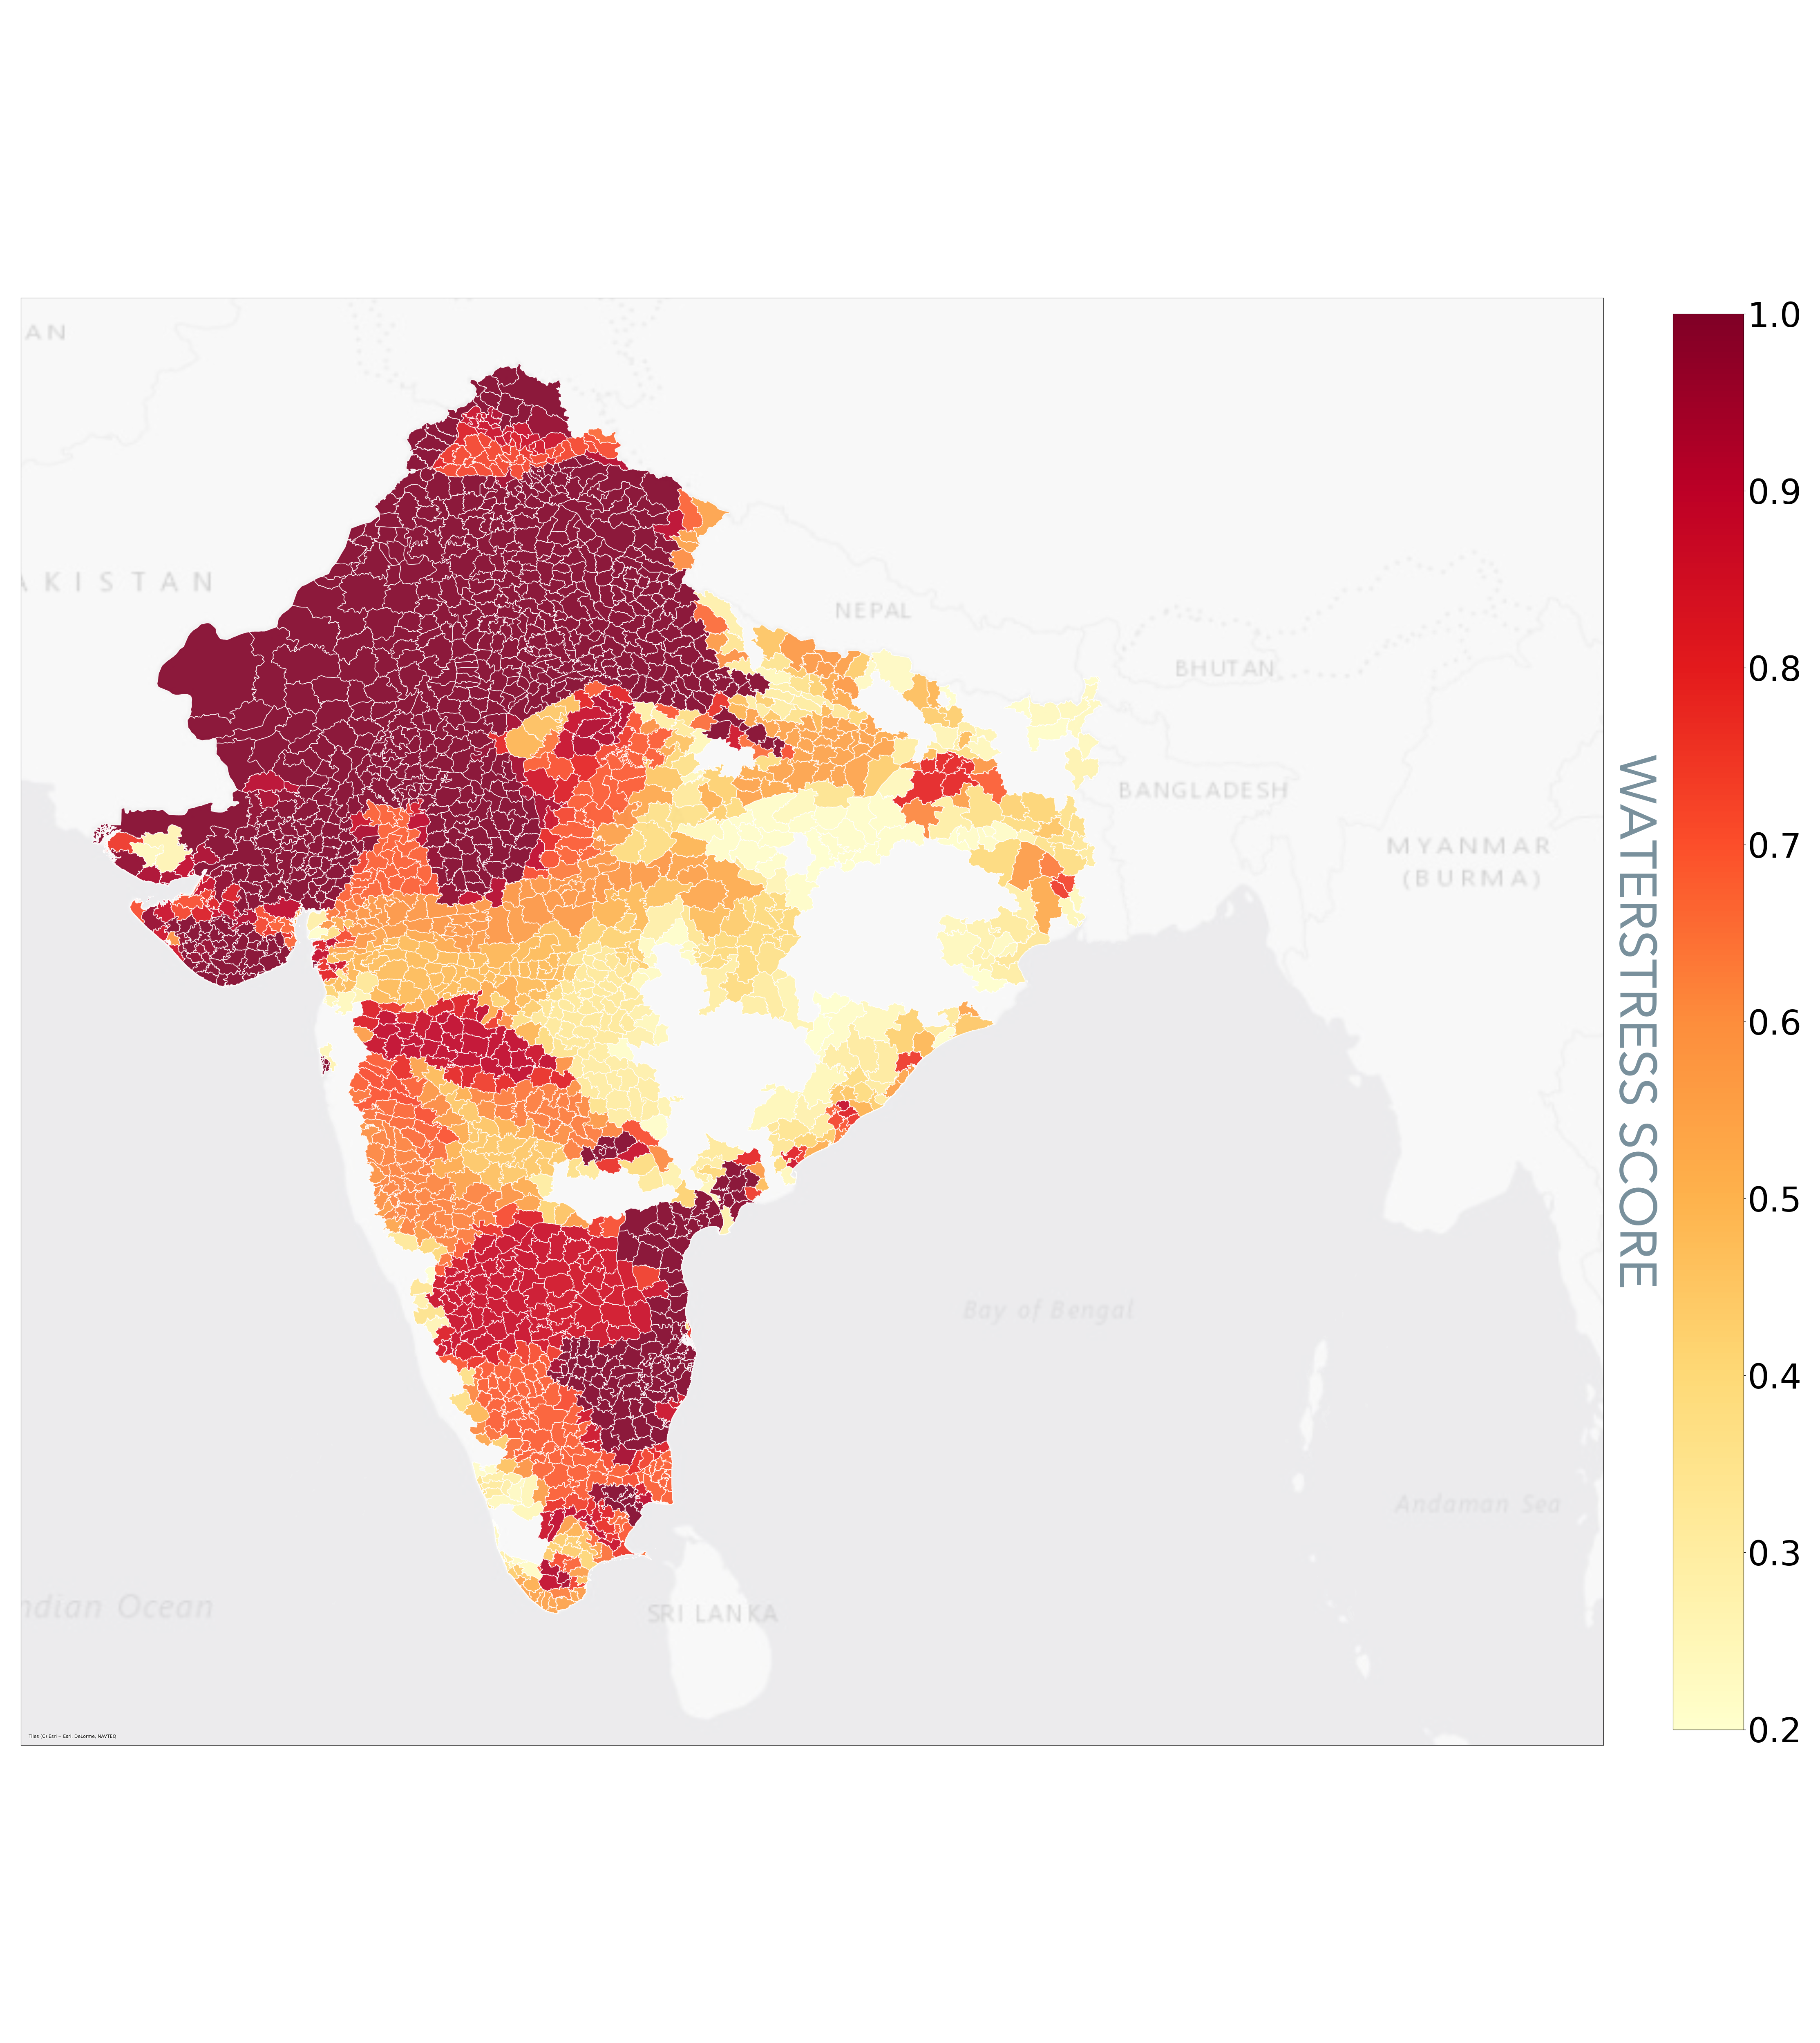 AN
AKISTAN
NEPAL
BHUTAN
BANGLADESH
MYANMAR
(BURMA)
Bay of Bengal
Andaman Sea
ndian Ocean
SRI LANKA
Tiles (C) Esri -- Esri, DeLorme, NAVTEQ
1.0
0.9
0.8
0.7
0.6
0.5
0.4
0.3
0.2
WATERSTRESS SCORE